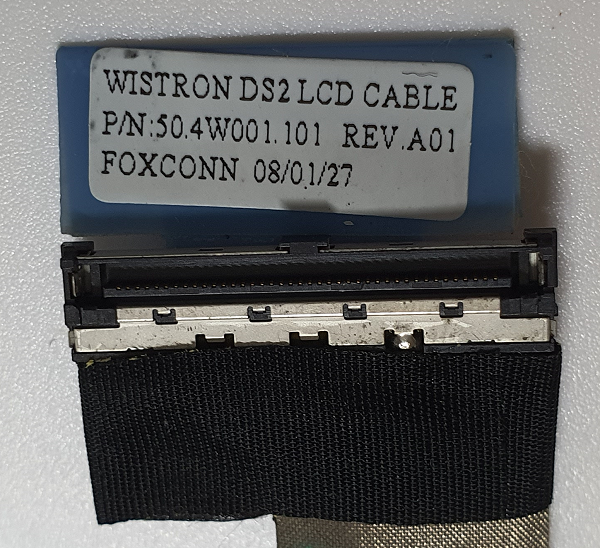 WISTRON DS2 LCD CABLE
P/N:50.4W001.101 REV.A01
FOXCONN 08/01/27